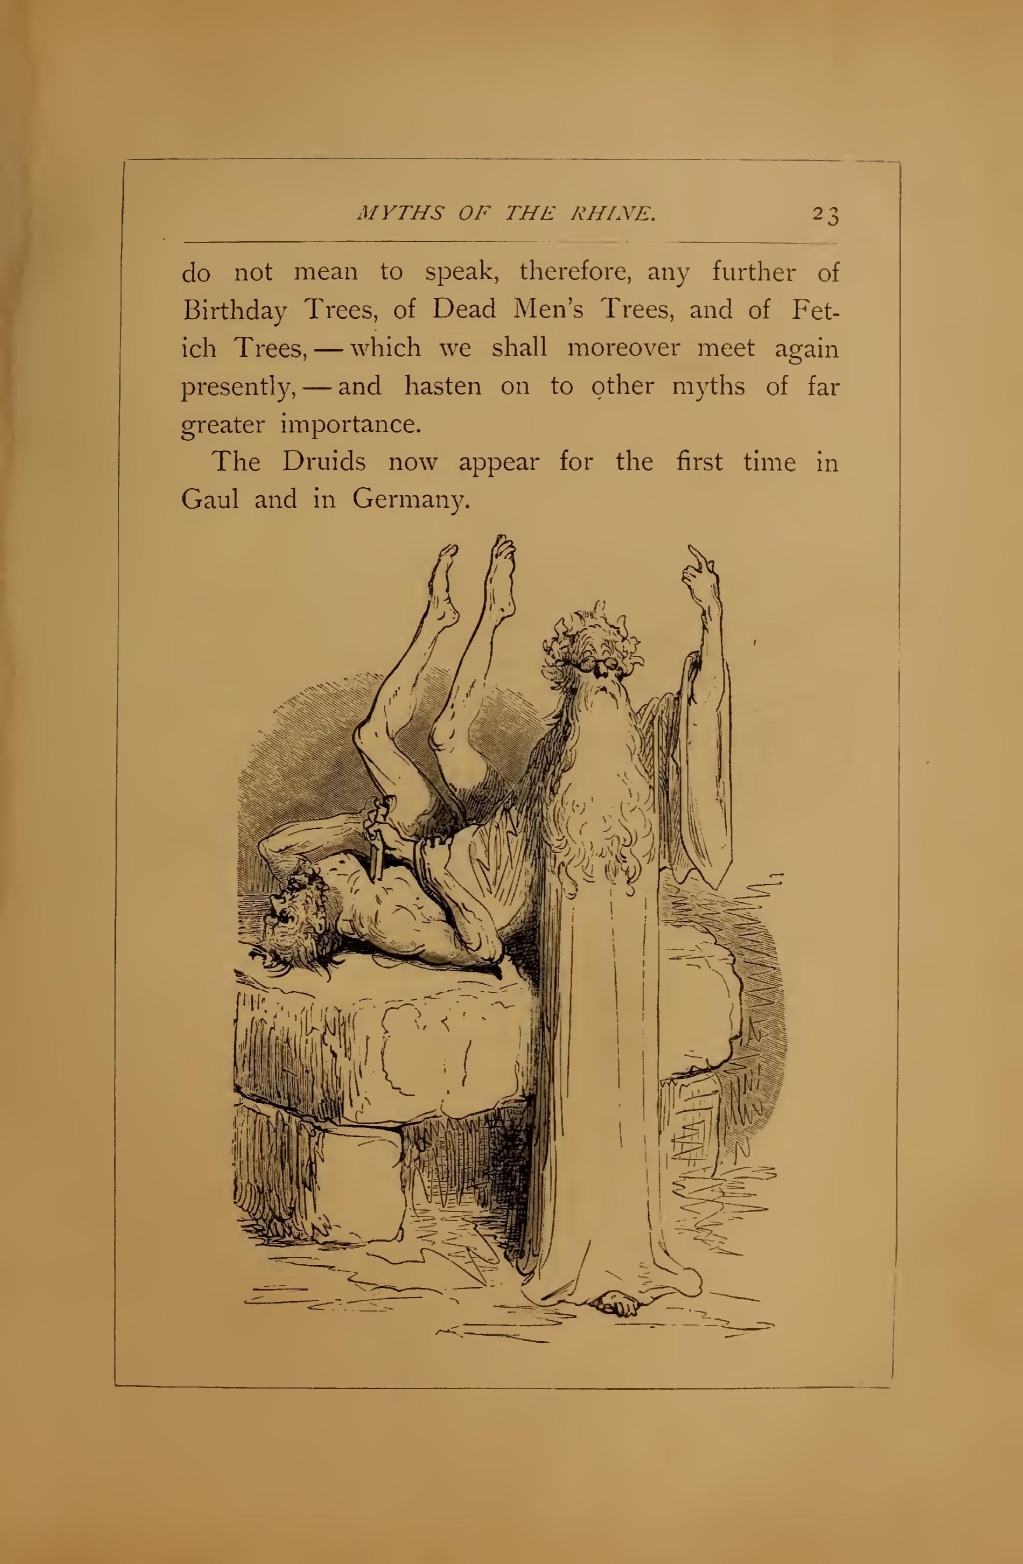 MYTHS OF THE RHINE. 23
do not mean to speak, therefore, any further of
Birthday Trees, of Dead Men's Trees, and of Fet-
ich Trees, — which we shall moreover meet again
presently, — and hasten on to other myths of far
greater importance.
The Druids now appear for the first time in
Gaul and in Germany.